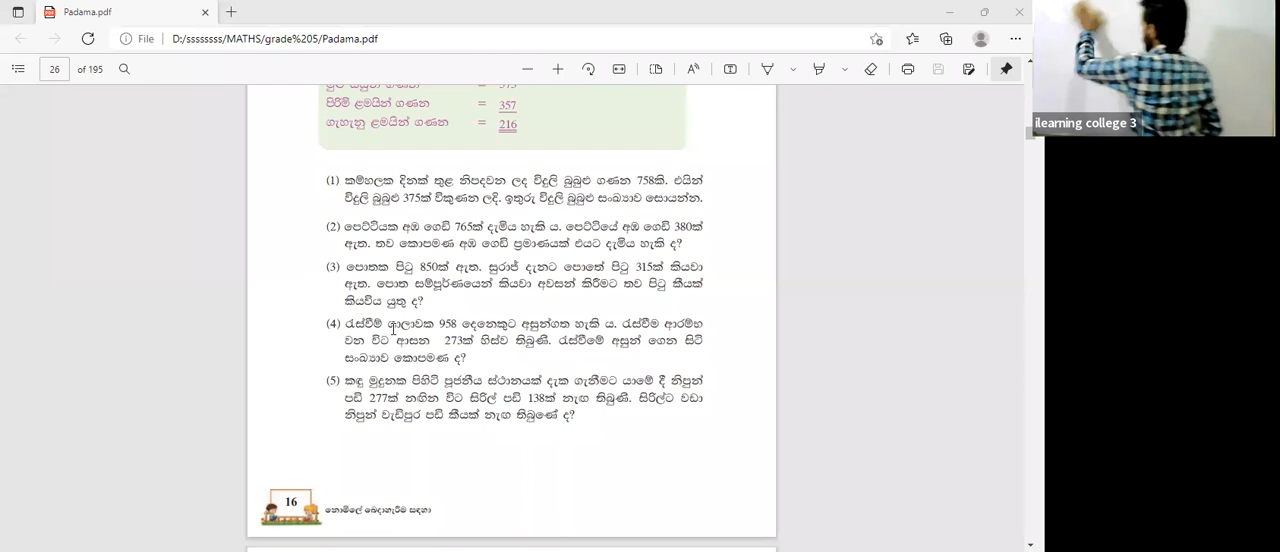 Padama.pdf
File D:/ssssssss/MATHS/grade%205/Padama.pdf
26 of 195
පිරිමි ළමයින් ගණන = 357
ගැහැනු ළමයින් ගණන = 216
(1) කම්හලක දිනක් තුළ නිපදවන ලද විදුලි බුබුළු ගණන 758කි. එයින්
විදුලි බුබුළු 375ක් විකුණන ලදි. ඉතුරු විදුලි බුබුළු සංඛ්‍යාව සොයන්න.
(2) පෙට්ටියක අඹ ගෙඩි 765ක් දැමිය හැකි ය. පෙට්ටියේ අඹ ගෙඩි 380ක්
ඇත. තව කොපමණ අඹ ගෙඩි ප්‍රමාණයක් එයට දැමිය හැකි ද?
(3) පොතක පිටු 850ක් ඇත. සුරාජ් දැනට පොතේ පිටු 315ක් කියවා
ඇත. පොත සම්පූර්ණයෙන් කියවා අවසන් කිරීමට තව පිටු කීයක්
කියවිය යුතු ද?
(4) රැස්වීම් ශාලාවක 958 දෙනෙකුට අසුන්ගත හැකි ය. රැස්වීම ආරම්භ
වන විට ආසන 273ක් හිස්ව තිබුණි. රැස්වීමේ අසුන් ගෙන සිටි
සංඛ්‍යාව කොපමණ ද?
(5) කඳු මුදුනක පිහිටි පූජනීය ස්ථානයක් දැක ගැනීමට යාමේ දී නිපුන්
පඩි 277ක් නඟින විට සිරිල් පඩි 138ක් නැඟ තිබුණි. සිරිල්ට වඩා
නිපුන් වැඩිපුර පඩි කීයක් නැඟ තිබුණේ ද?
16
නොමිලේ බෙදාහැරීම සඳහා
ilearning college 3